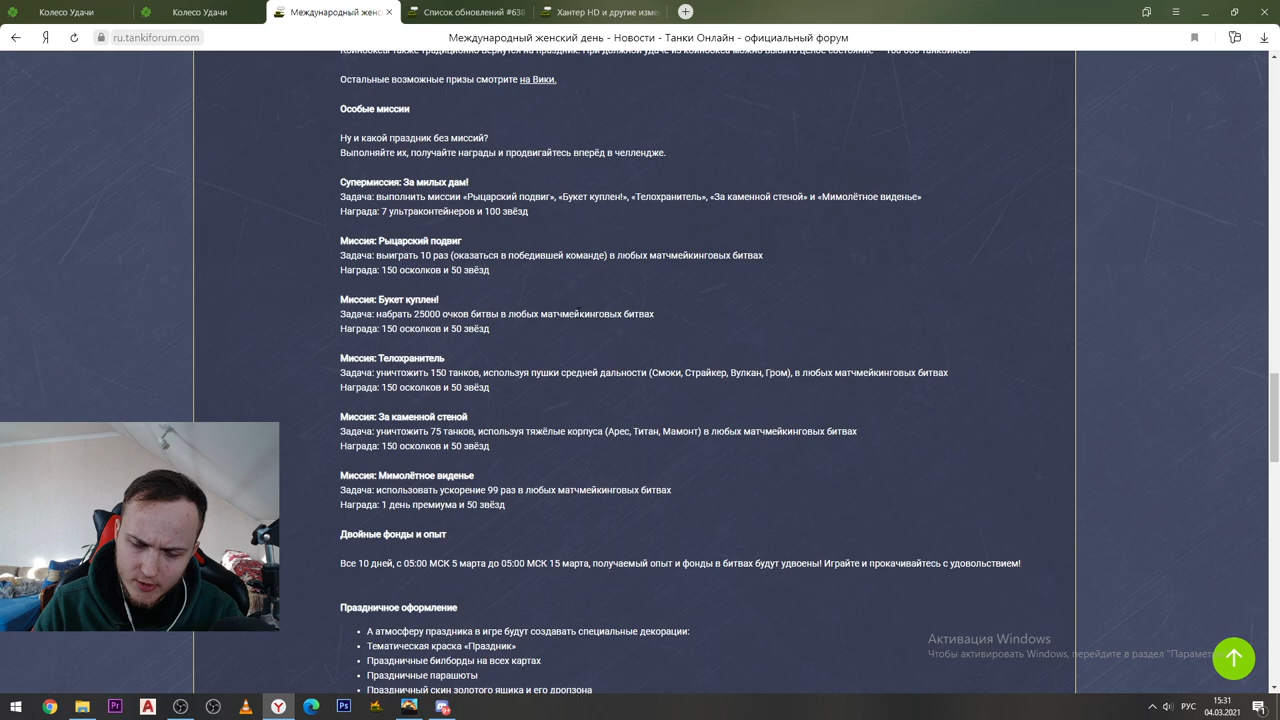 Колесо Удачи
Колесо Удачи
Международный женс
Список обновлений #638
Хантер HD и другие изме
ru.tankiforum.com
Международный женский день - Новости - Танки Онлайн - официальный форум
Остальные возможные призы смотрите на Вики.
Особые миссии
Ну и какой праздник без миссий?
Выполняйте их, получайте награды и продвигайтесь вперёд в челлендже.
Супермиссия: За милых дам!
Задача: выполнить миссии «Рыцарский подвиг», «Букет куплен!», «Телохранитель», «За каменной стеной» и «Мимолётное виденье»
Награда: 7 ультраконтейнеров и 100 звёзд
Миссия: Рыцарский подвиг
Задача: выиграть 10 раз (оказаться в победившей команде) в любых матчмейкинговых битвах
Награда: 150 осколков и 50 звёзд
Миссия: Букет куплен!
Задача: набрать 25000 очков битвы в любых матчмейкинговых битвах
Награда: 150 осколков и 50 звёзд
Миссия: Телохранитель
Задача: уничтожить 150 танков, используя пушки средней дальности (Смоки, Страйкер, Вулкан, Гром), в любых матчмейкинговых битвах
Награда: 150 осколков и 50 звёзд
Миссия: За каменной стеной
Задача: уничтожить 75 танков, используя тяжёлые корпуса (Арес, Титан, Мамонт) в любых матчмейкинговых битвах
Награда: 150 осколков и 50 звёзд
Миссия: Мимолётное виденье
Задача: использовать ускорение 99 раз в любых матчмейкинговых битвах
Награда: 1 день премиума и 50 звёзд
Двойные фонды и опыт
Все 10 дней, с 05:00 МСК 5 марта до 05:00 МСК 15 марта, получаемый опыт и фонды в битвах будут удвоены! Играйте и прокачивайтесь с удовольствием!
Праздничное оформление
• А атмосферу праздника в игре будут создавать специальные декорации:
• Тематическая краска «Праздник»
• Праздничные билборды на всех картах
• Праздничные парашюты
• Праздничный скин золотого ящика и его дропзона
Активация Windows
Чтобы активировать Windows, перейдите в раздел "Парамет
РУС
15:31
04.03.2021